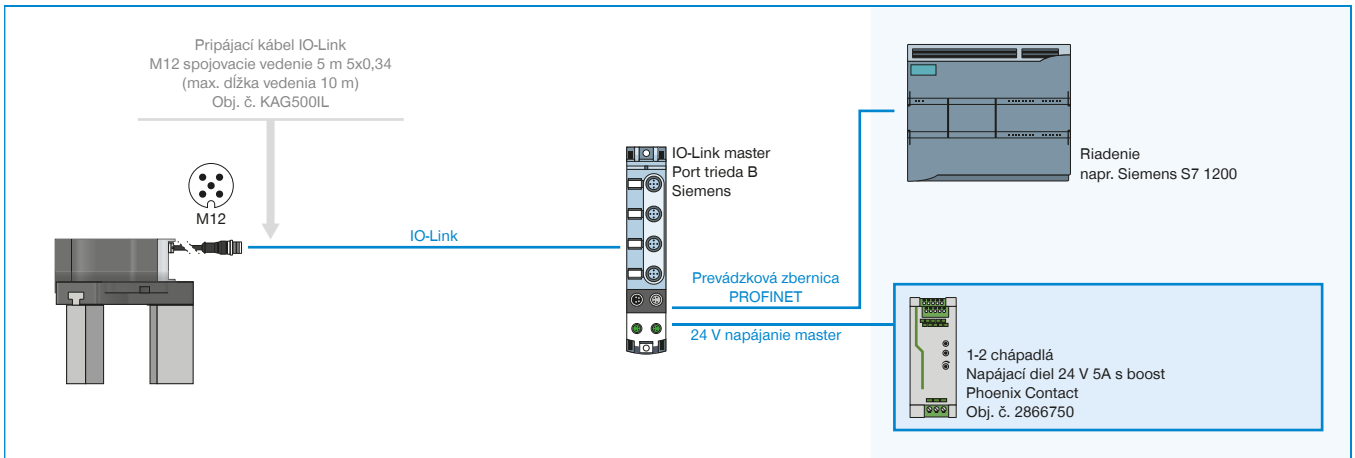 Pripájací kábel IO-Link
M12 spojovacie vedenie 5 m 5x0,34
(max. dĺžka vedenia 10 m)
Obj. č. KAG500IL
M12
IO-Link
IO-Link master
Port trieda B
Siemens
Prevádzková zbernica
PROFINET
24 V napájanie master
Riadenie
napr. Siemens S7 1200
1-2 chápadlá
Napájací diel 24 V 5A s boost
Phoenix Contact
Obj. č. 2866750